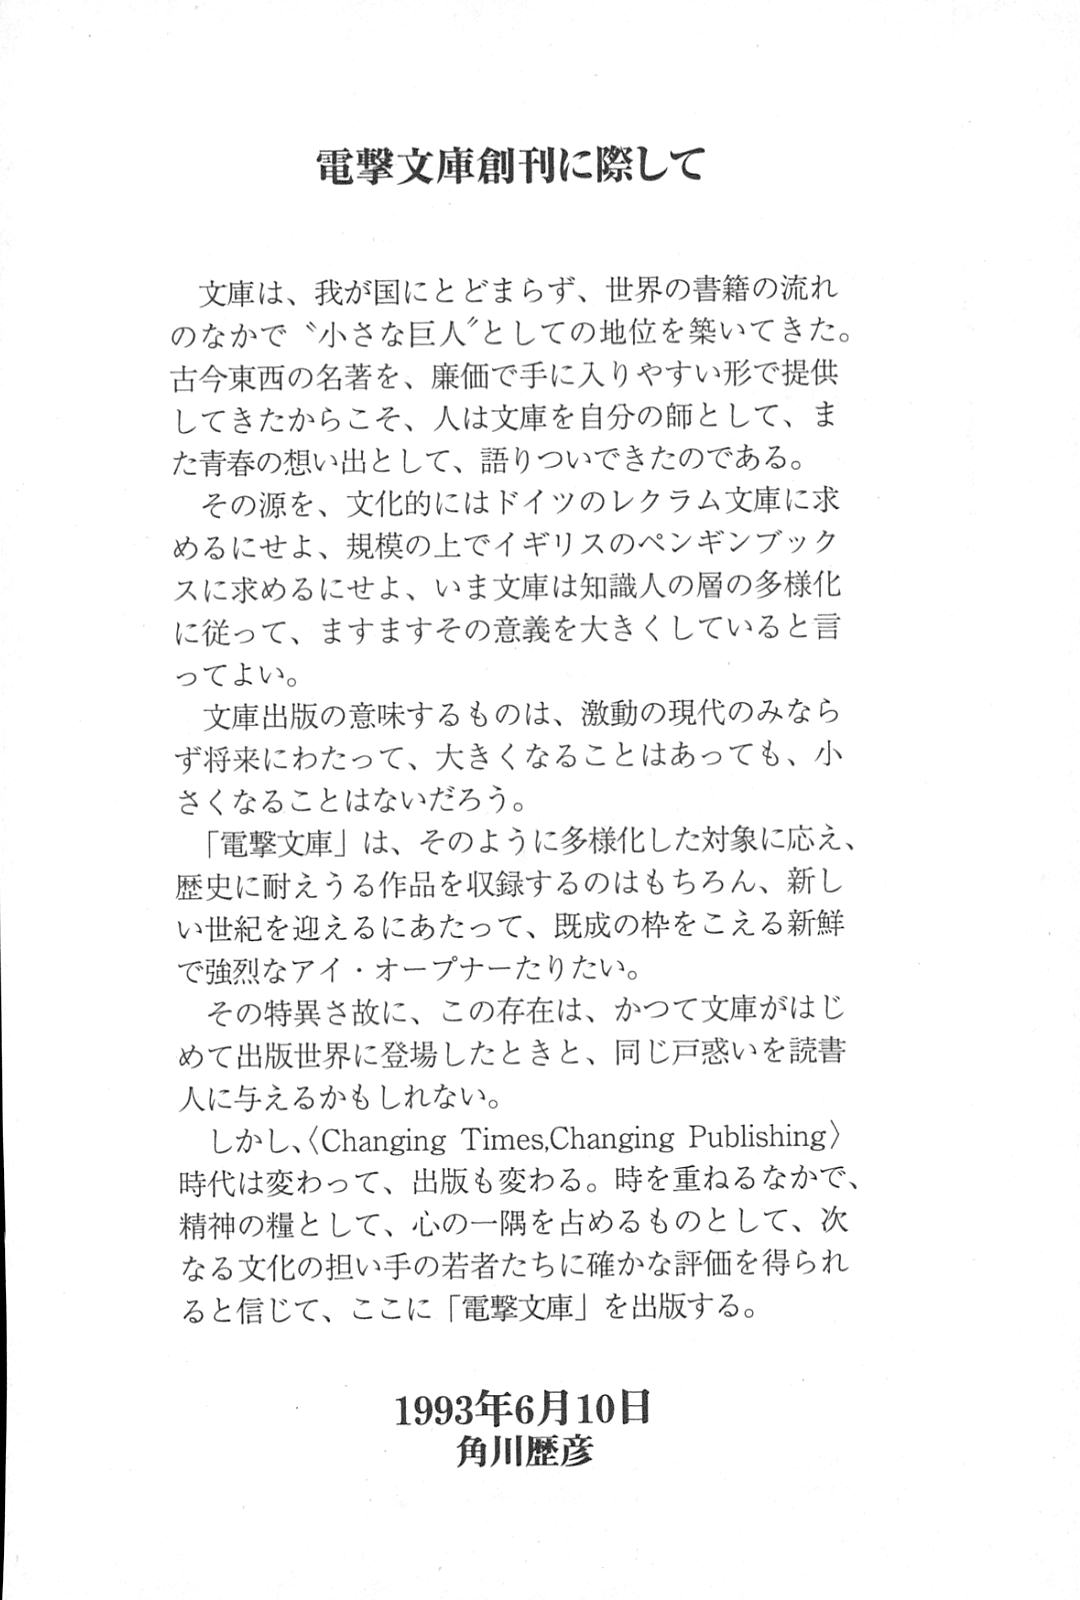 電撃文庫創刊に際して
文庫は、我が国にとどまらず、世界の書籍の流れ
のなかで〝小さな巨人〞としての地位を築いてきた。
古今東西の名著を、廉価で手に入りやすい形で提供
してきたからこそ、人は文庫を自分の師として、ま
た青春の想い出として、語りついできたのである。
その源を、文化的にはドイツのレクラム文庫に求
めるにせよ、規模の上でイギリスのペンギンブック
スに求めるにせよ、いま文庫は知識人の層の多様化
に従って、ますますその意義を大きくしていると言
ってよい。
文庫出版の意味するものは、激動の現代のみなら
ず将来にわたって、大きくなることはあっても、小
さくなることはないだろう。
「電撃文庫」は、そのように多様化した対象に応え、
歴史に耐えうる作品を収録するのはもちろん、新し
い世紀を迎えるにあたって、既成の枠をこえる新鮮
で強烈なアイ・オープナーたりたい。
その特異さ故に、この存在は、かつて文庫がはじ
めて出版世界に登場したときと、同じ戸惑いを読書
人に与えるかもしれない。
しかし、〈Changing Times,Changing Publishing〉
時代は変わって、出版も変わる。時を重ねるなかで、
精神の糧として、心の一隅を占めるものとして、次
なる文化の担い手の若者たちに確かな評価を得られ
ると信じて、ここに「電撃文庫」を出版する。
1993年6月10日
角川歴彦